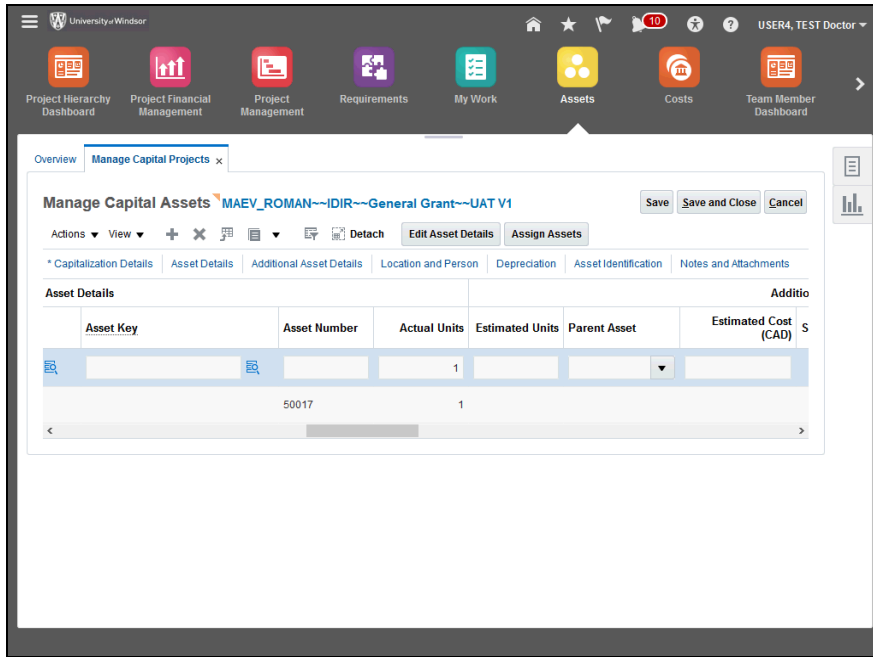 University of Windsor
10
USER4, TEST Doctor
Project Hierarchy Dashboard
Project Financial Management
Project Management
Requirements
My Work
Assets
Costs
Team Member Dashboard
Overview
Manage Capital Projects x
Manage Capital Assets MAEV_ROMAN~~IDIR~~General Grant~~UAT V1
Save Save and Close Cancel
Actions View Detach Edit Asset Details Assign Assets
* Capitalization Details Asset Details Additional Asset Details Location and Person Depreciation Asset Identification Notes and Attachments
Asset Details Additio
Asset Key Asset Number Actual Units Estimated Units Parent Asset Estimated Cost (CAD) S
1
50017 1